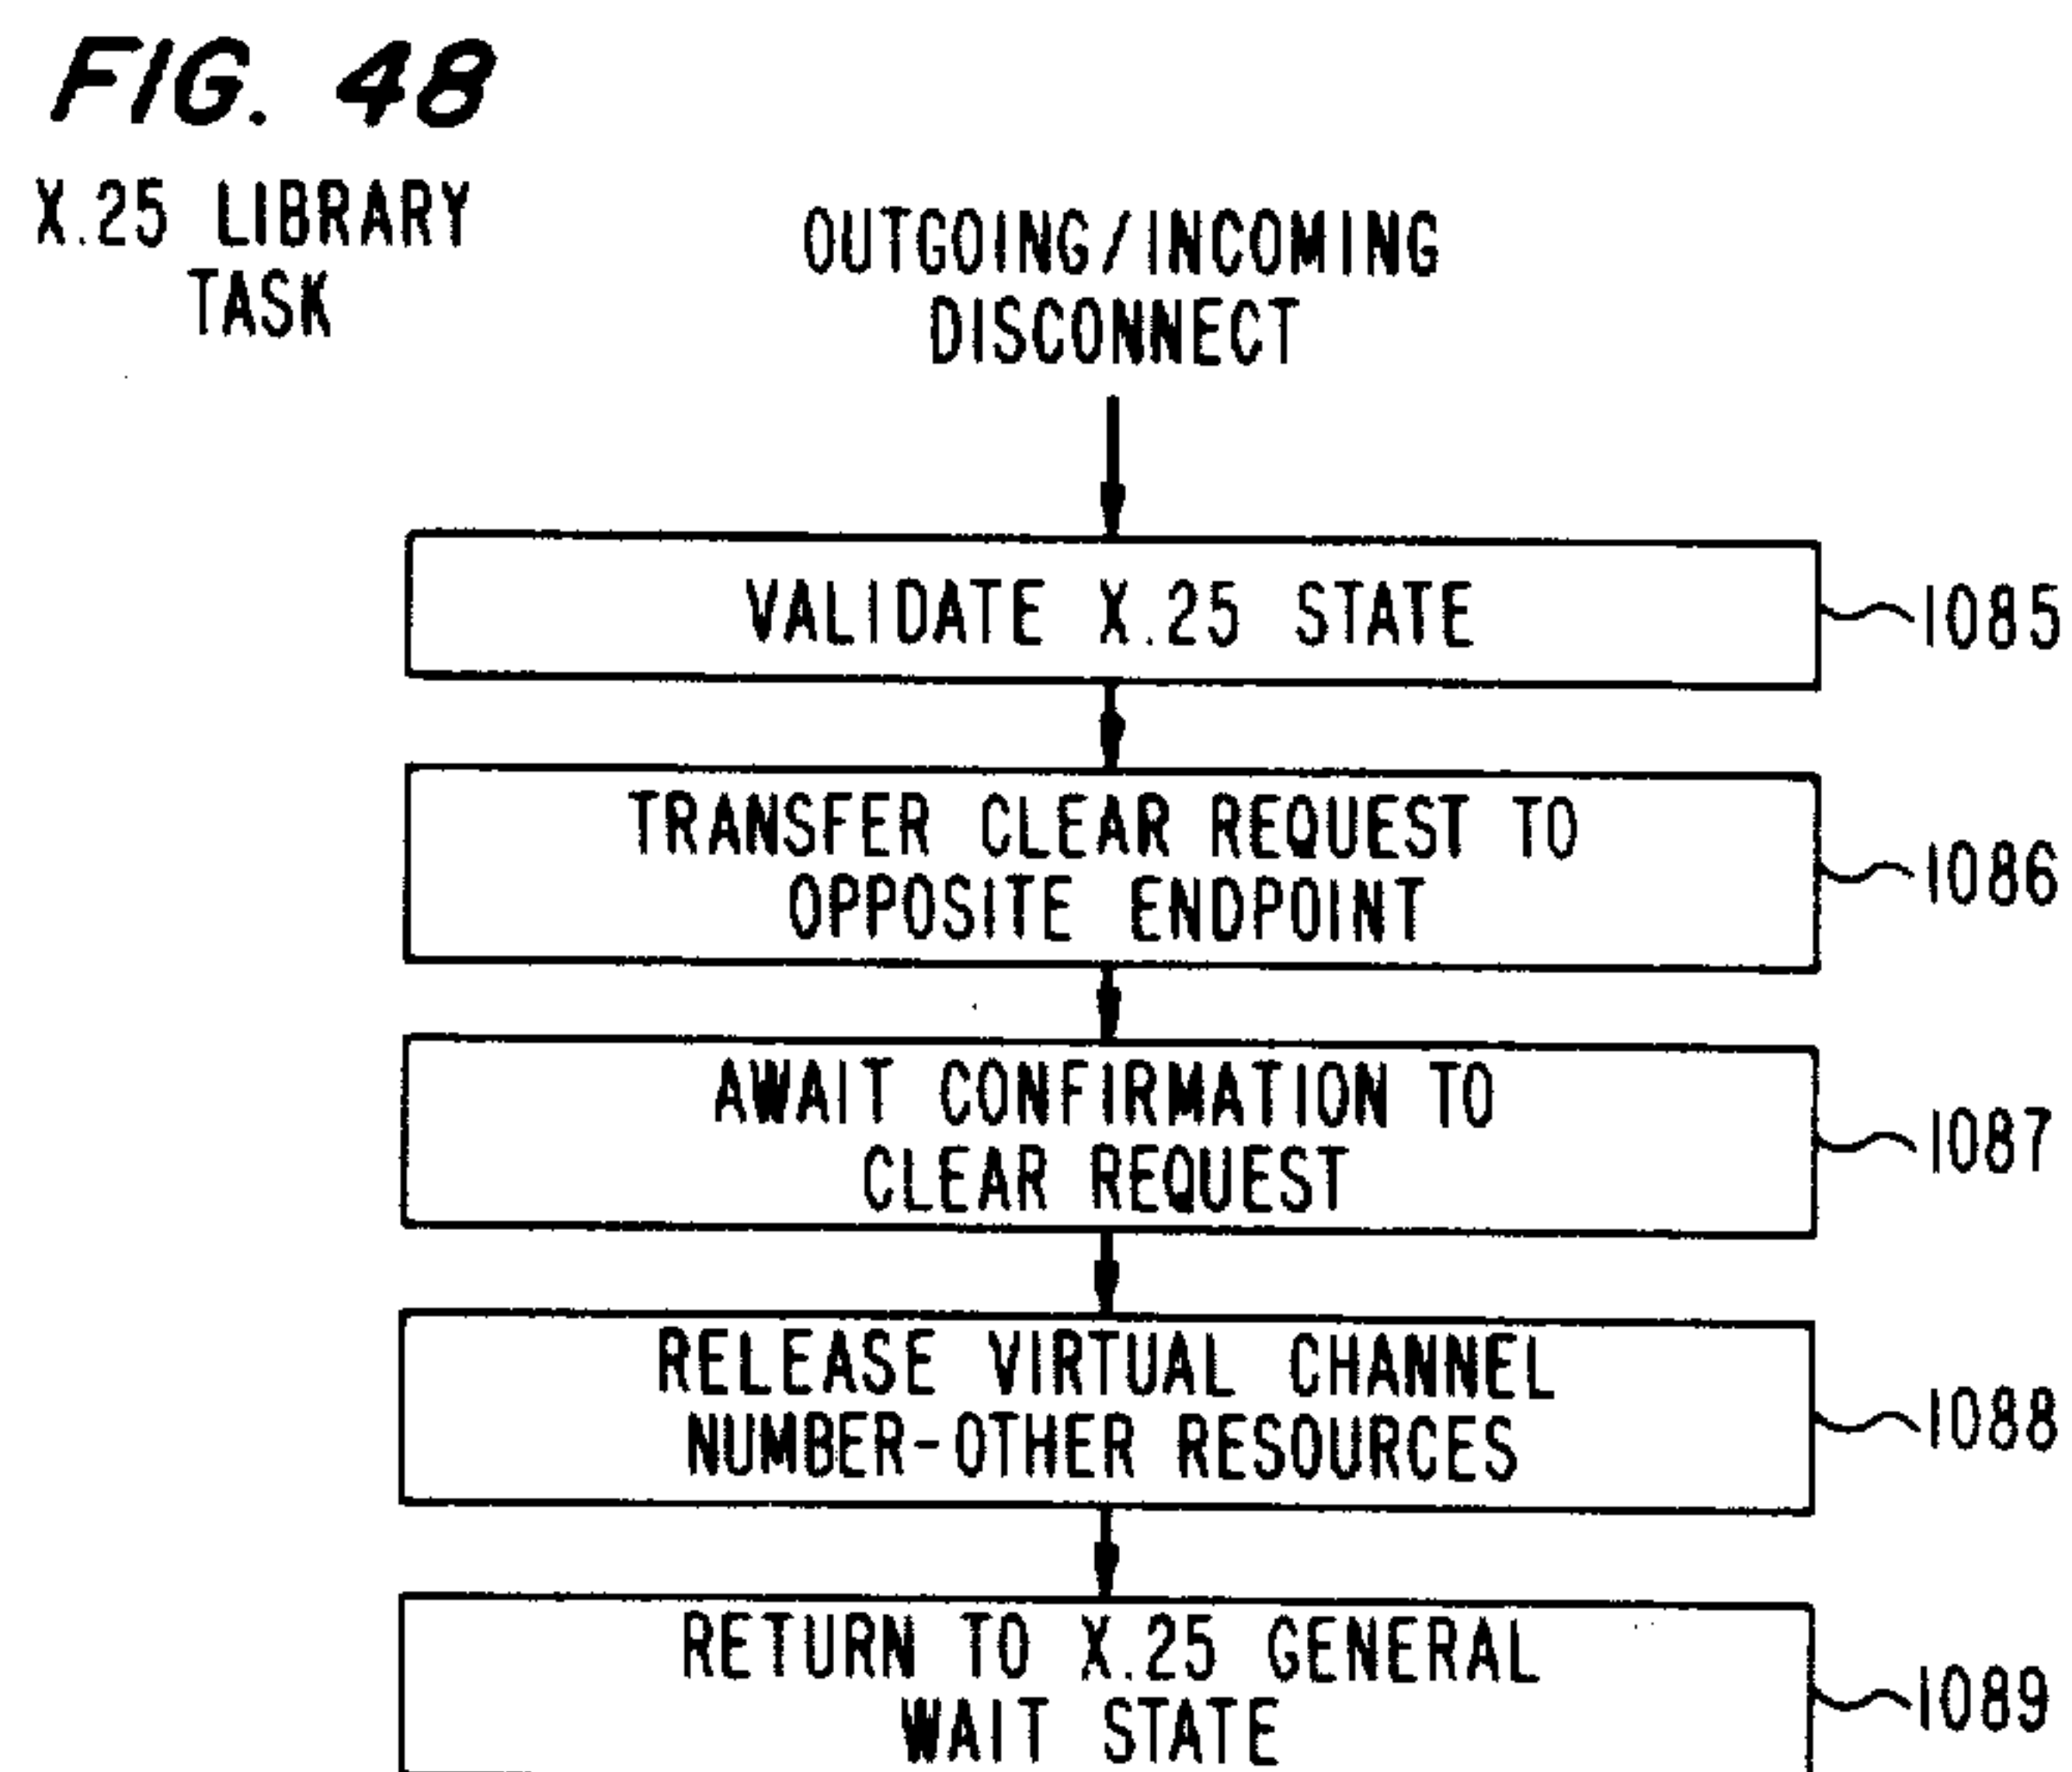 FIG. 48
X.25 LIBRARY
TASK
OUTGOING/INCOMING
DISCONNECT
VALIDATE X.25 STATE
1085
TRANSFER CLEAR REQUEST TO
OPPOSITE ENDPOINT
1086
AWAIT CONFIRMATION TO
CLEAR REQUEST
1087
RELEASE VIRTUAL CHANNEL
NUMBER-OTHER RESOURCES
1088
RETURN TO X.25 GENERAL
WAIT STATE
1089